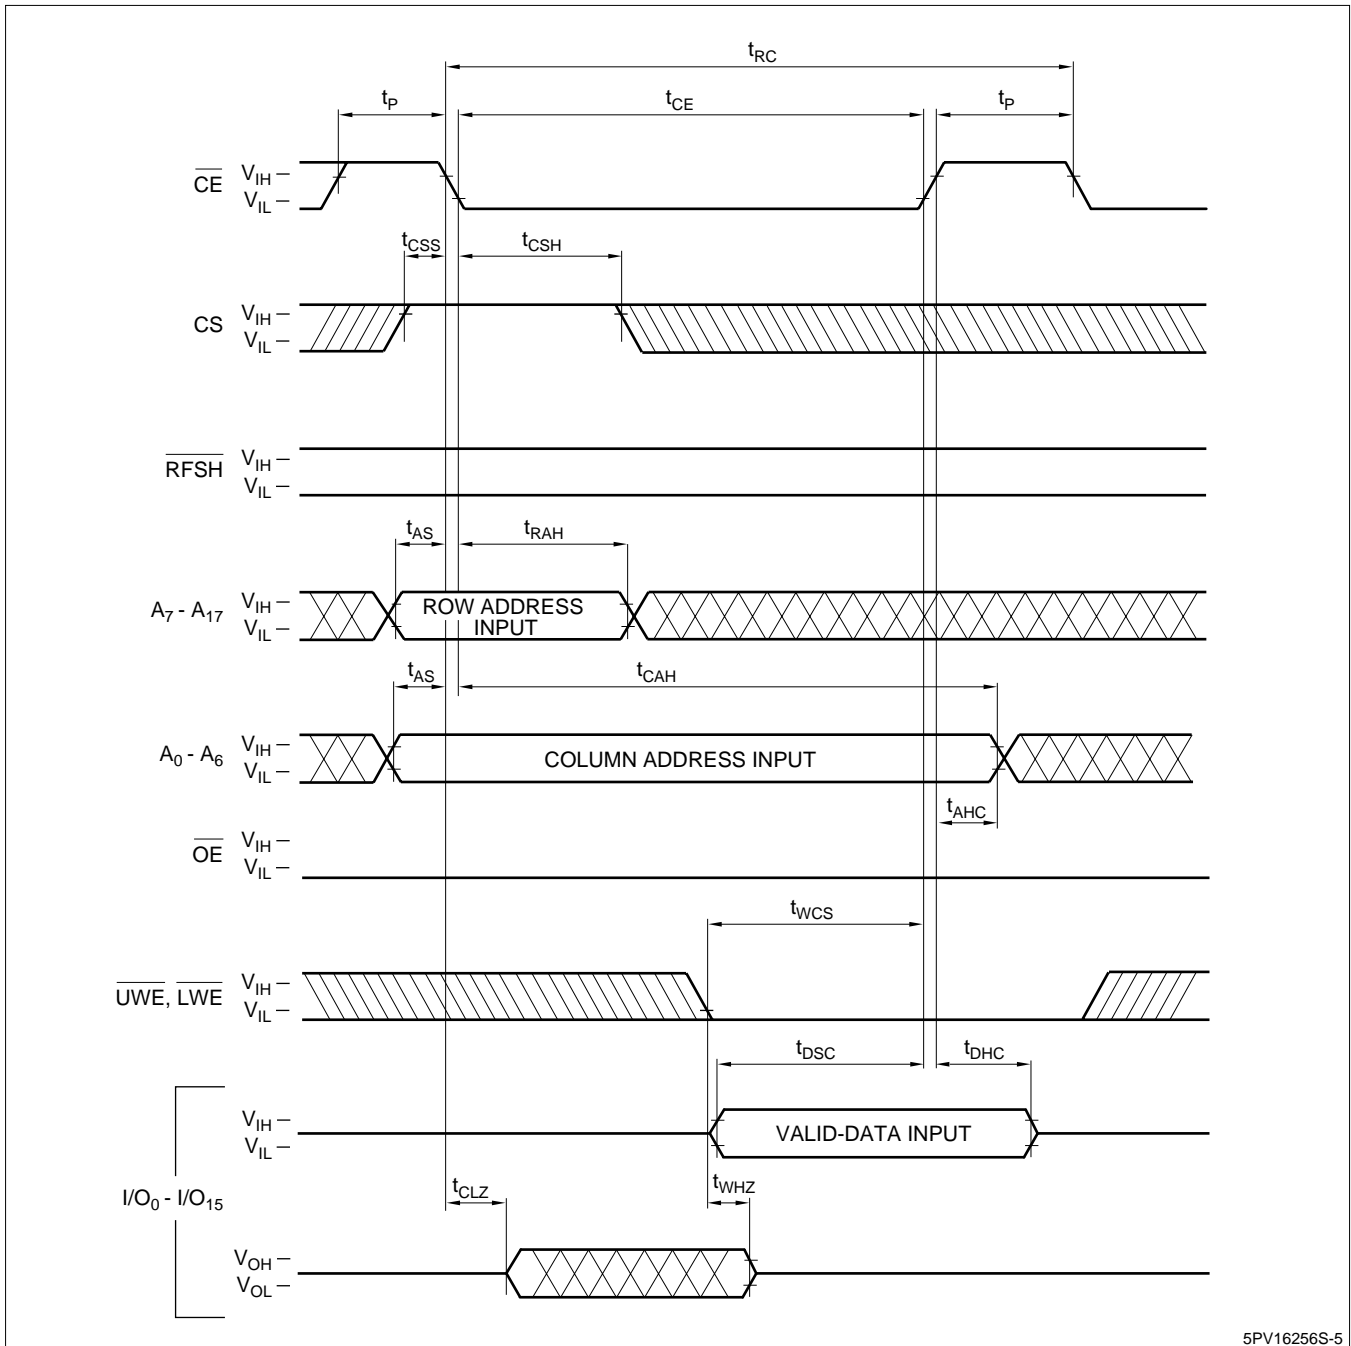 tRC
tP tCE tP
CE VIH –
VIL –
tCSS tCSH
CS VIH –
VIL –
RFSH VIH –
VIL –
tAS tRAH
A7 - A17 VIH –
VIL –
ROW ADDRESS
INPUT
tAS tCAH
A0 - A6 VIH –
VIL –
COLUMN ADDRESS INPUT
tAHC
OE VIH –
VIL –
tWCS
UWE, LWE VIH –
VIL –
tDSC tDHC
VIH –
VIL –
VALID-DATA INPUT
I/O0 - I/O15
tCLZ tWHZ
VOH –
VOL –
5PV16256S-5